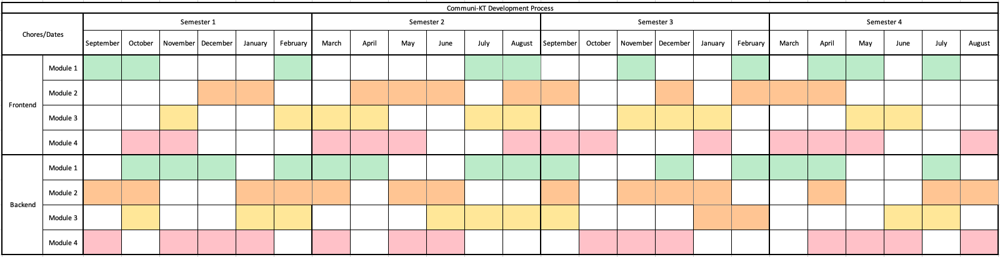 Communi-KT Development Process
Chores/Dates
Semester 1 Semester 2 Semester 3 Semester 4
September October November December January February March April May June July August September October November December January February March April May June July August
Frontend
Module 1
Module 2
Module 3
Module 4
Backend
Module 1
Module 2
Module 3
Module 4